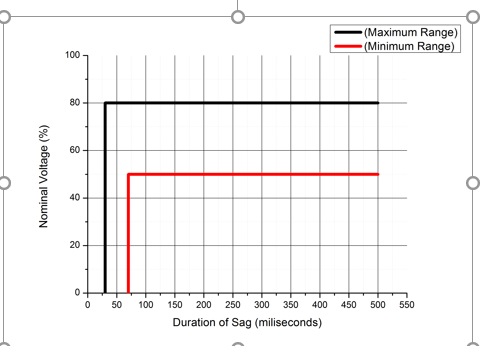 (Maximum Range)
(Minimum Range)
100
80
60
40
20
0
Nominal Voltage (%)
0 50 100 150 200 250 300 350 400 450 500 550
Duration of Sag (miliseconds)